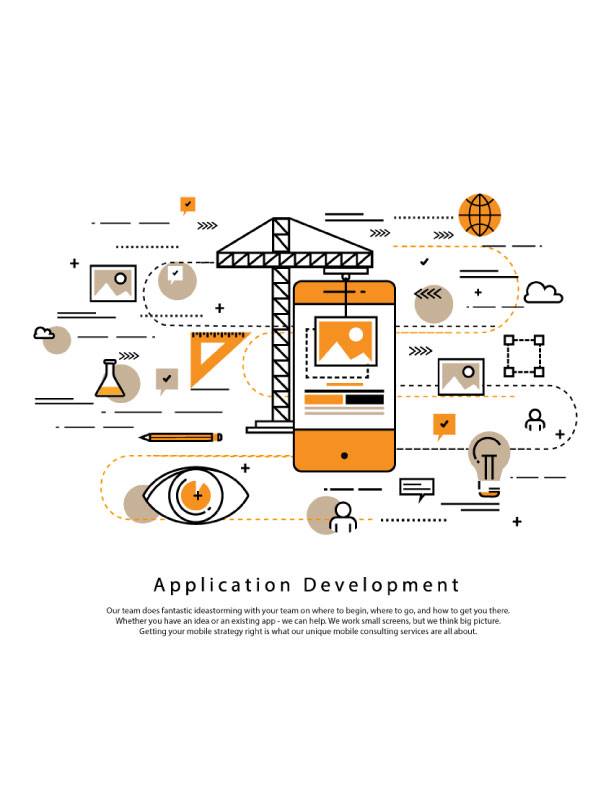 Application Development
Our team does fantastic ideastorming with your team on where to begin, where to go, and how to get you there.
Whether you have an idea or an existing app - we can help. We work small screens, but we think big picture.
Getting your mobile strategy right is what our unique mobile consulting services are all about.